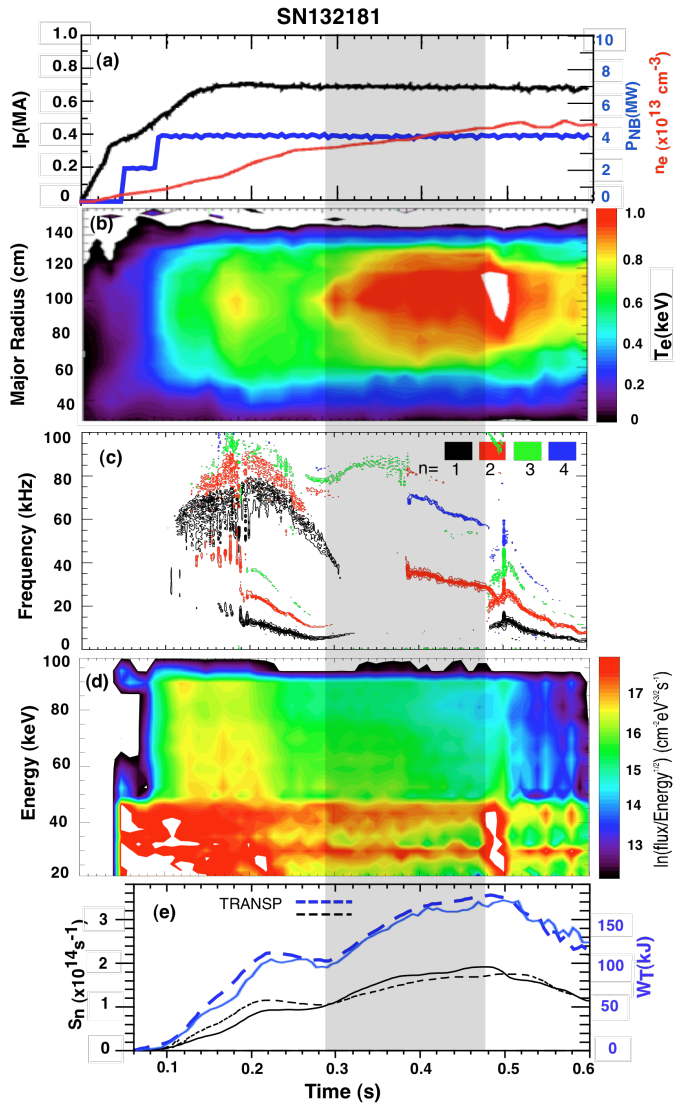 SN132181
(a)
1.0
0.8
0.6
0.4
0.2
0
IP(MA)
10
8
6
4
2
0
PNB(MW)
ne (x10^13 cm^-3)
(b)
140
120
100
80
60
40
Major Radius (cm)
1.0
0.8
0.6
0.4
0.2
0
Te(keV)
(c)
100
80
60
40
20
0
Frequency (kHz)
n= 1 2 3 4
(d)
100
80
60
40
20
Energy (keV)
17
16
15
14
13
ln(flux/Energy^1/2) (cm^-2eV^-3/2s^-1)
(e)
TRANSP
3
2
1
0
Sn (x10^14s^-1)
150
100
50
0
WT(kJ)
0.1 0.2 0.3 0.4 0.5 0.6
Time (s)